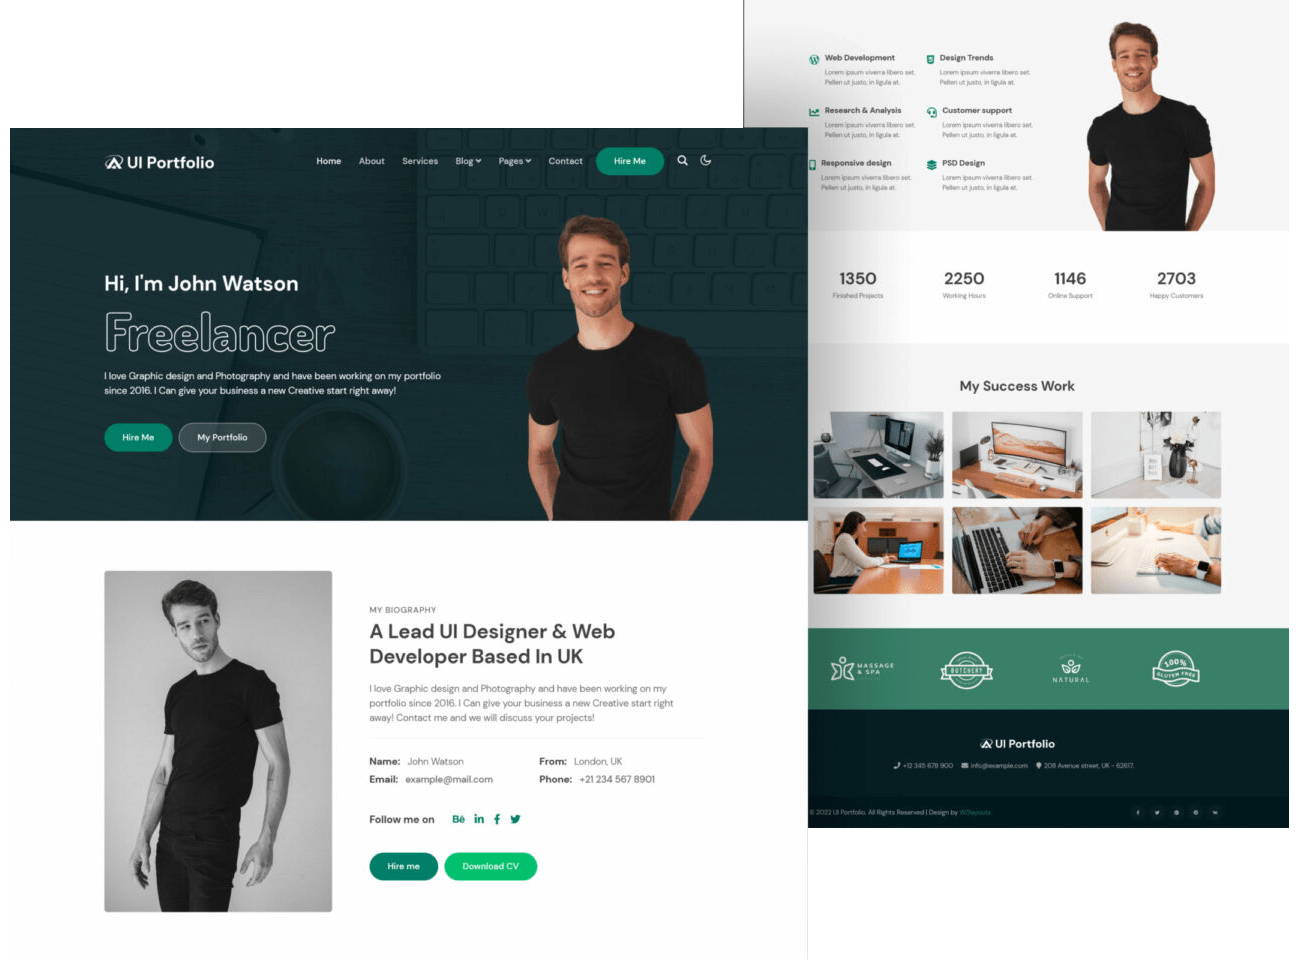 UI Portfolio
Home About Services Blog Pages Contact Hire Me
Hi, I'm John Watson
Freelancer
I love Graphic design and Photography and have been working on my portfolio
since 2016. I Can give your business a new Creative start right away!
Hire Me My Portfolio
MY BIOGRAPHY
A Lead UI Designer & Web
Developer Based In UK
I love Graphic design and Photography and have been working on my
portfolio since 2016. I Can give your business a new Creative start right
away! Contact me and we will discuss your projects!
Name: John Watson From: London, UK
Email: example@mail.com Phone: +21 234 567 8901
Follow me on
Hire me Download CV
Web Development Design Trends
Lorem ipsum viverra libero set. Lorem ipsum viverra libero set.
Pellen ut justo, in ligula at. Pellen ut justo, in ligula at.
Research & Analysis Customer support
Lorem ipsum viverra libero set. Lorem ipsum viverra libero set.
Pellen ut justo, in ligula at. Pellen ut justo, in ligula at.
Responsive design PSD Design
Lorem ipsum viverra libero set. Lorem ipsum viverra libero set.
Pellen ut justo, in ligula at. Pellen ut justo, in ligula at.
1350 2250 1146 2703
Finished Projects Working Hours Online Support Happy Customers
My Success Work
MASSAGE
& SPA
BUTCHERY
NATURAL
100%
GLUTEN FREE
UI Portfolio
+12 345 678 900 info@example.com 208 Avenue street, UK - 62617.
© 2022 UI Portfolio. All Rights Reserved | Design by W3layouts